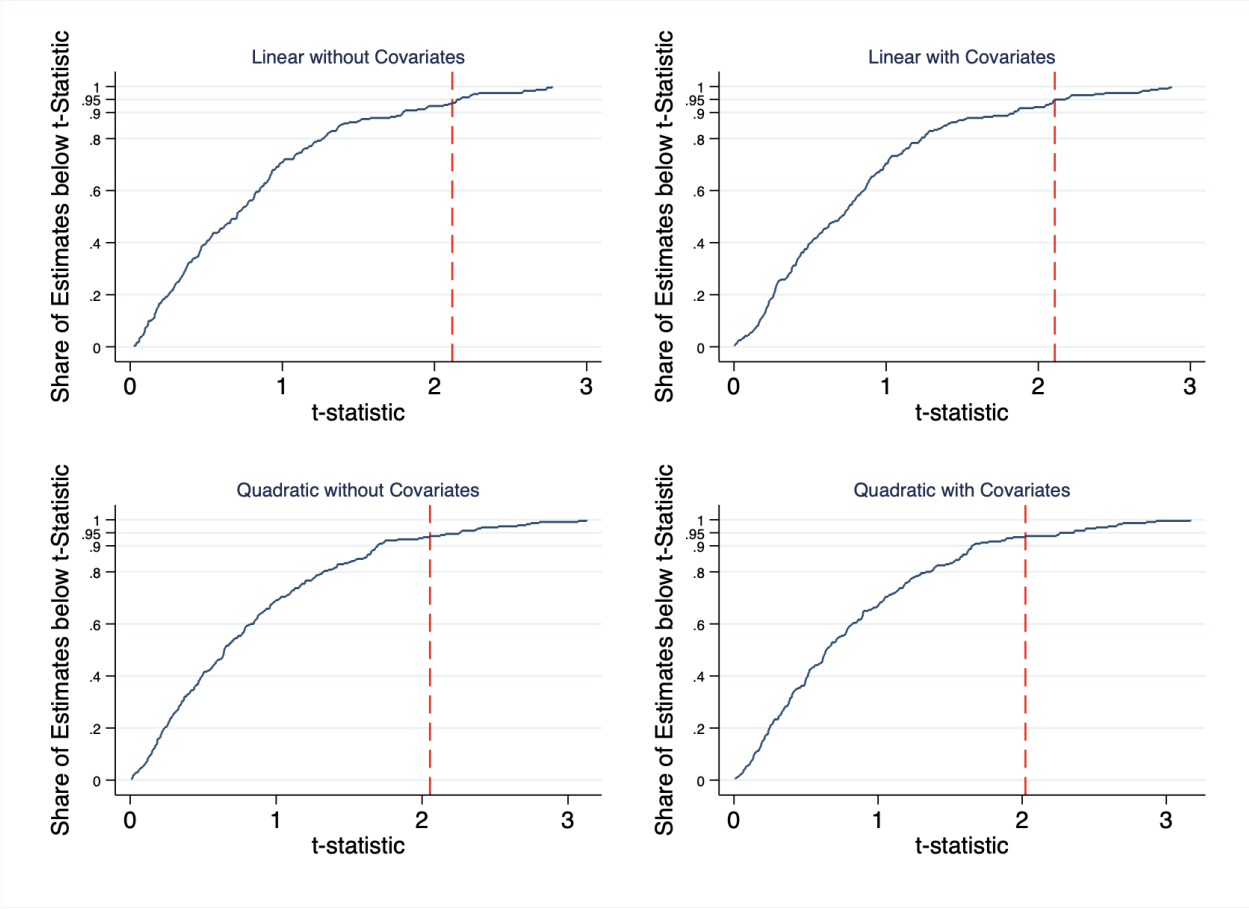 Linear without Covariates
Share of Estimates below t-Statistic
1
.95
.9
.8
.6
.4
.2
0
0 1 2 3
t-statistic
Linear with Covariates
Share of Estimates below t-Statistic
1
.95
.9
.8
.6
.4
.2
0
0 1 2 3
t-statistic
Quadratic without Covariates
Share of Estimates below t-Statistic
1
.95
.9
.8
.6
.4
.2
0
0 1 2 3
t-statistic
Quadratic with Covariates
Share of Estimates below t-Statistic
1
.95
.9
.8
.6
.4
.2
0
0 1 2 3
t-statistic